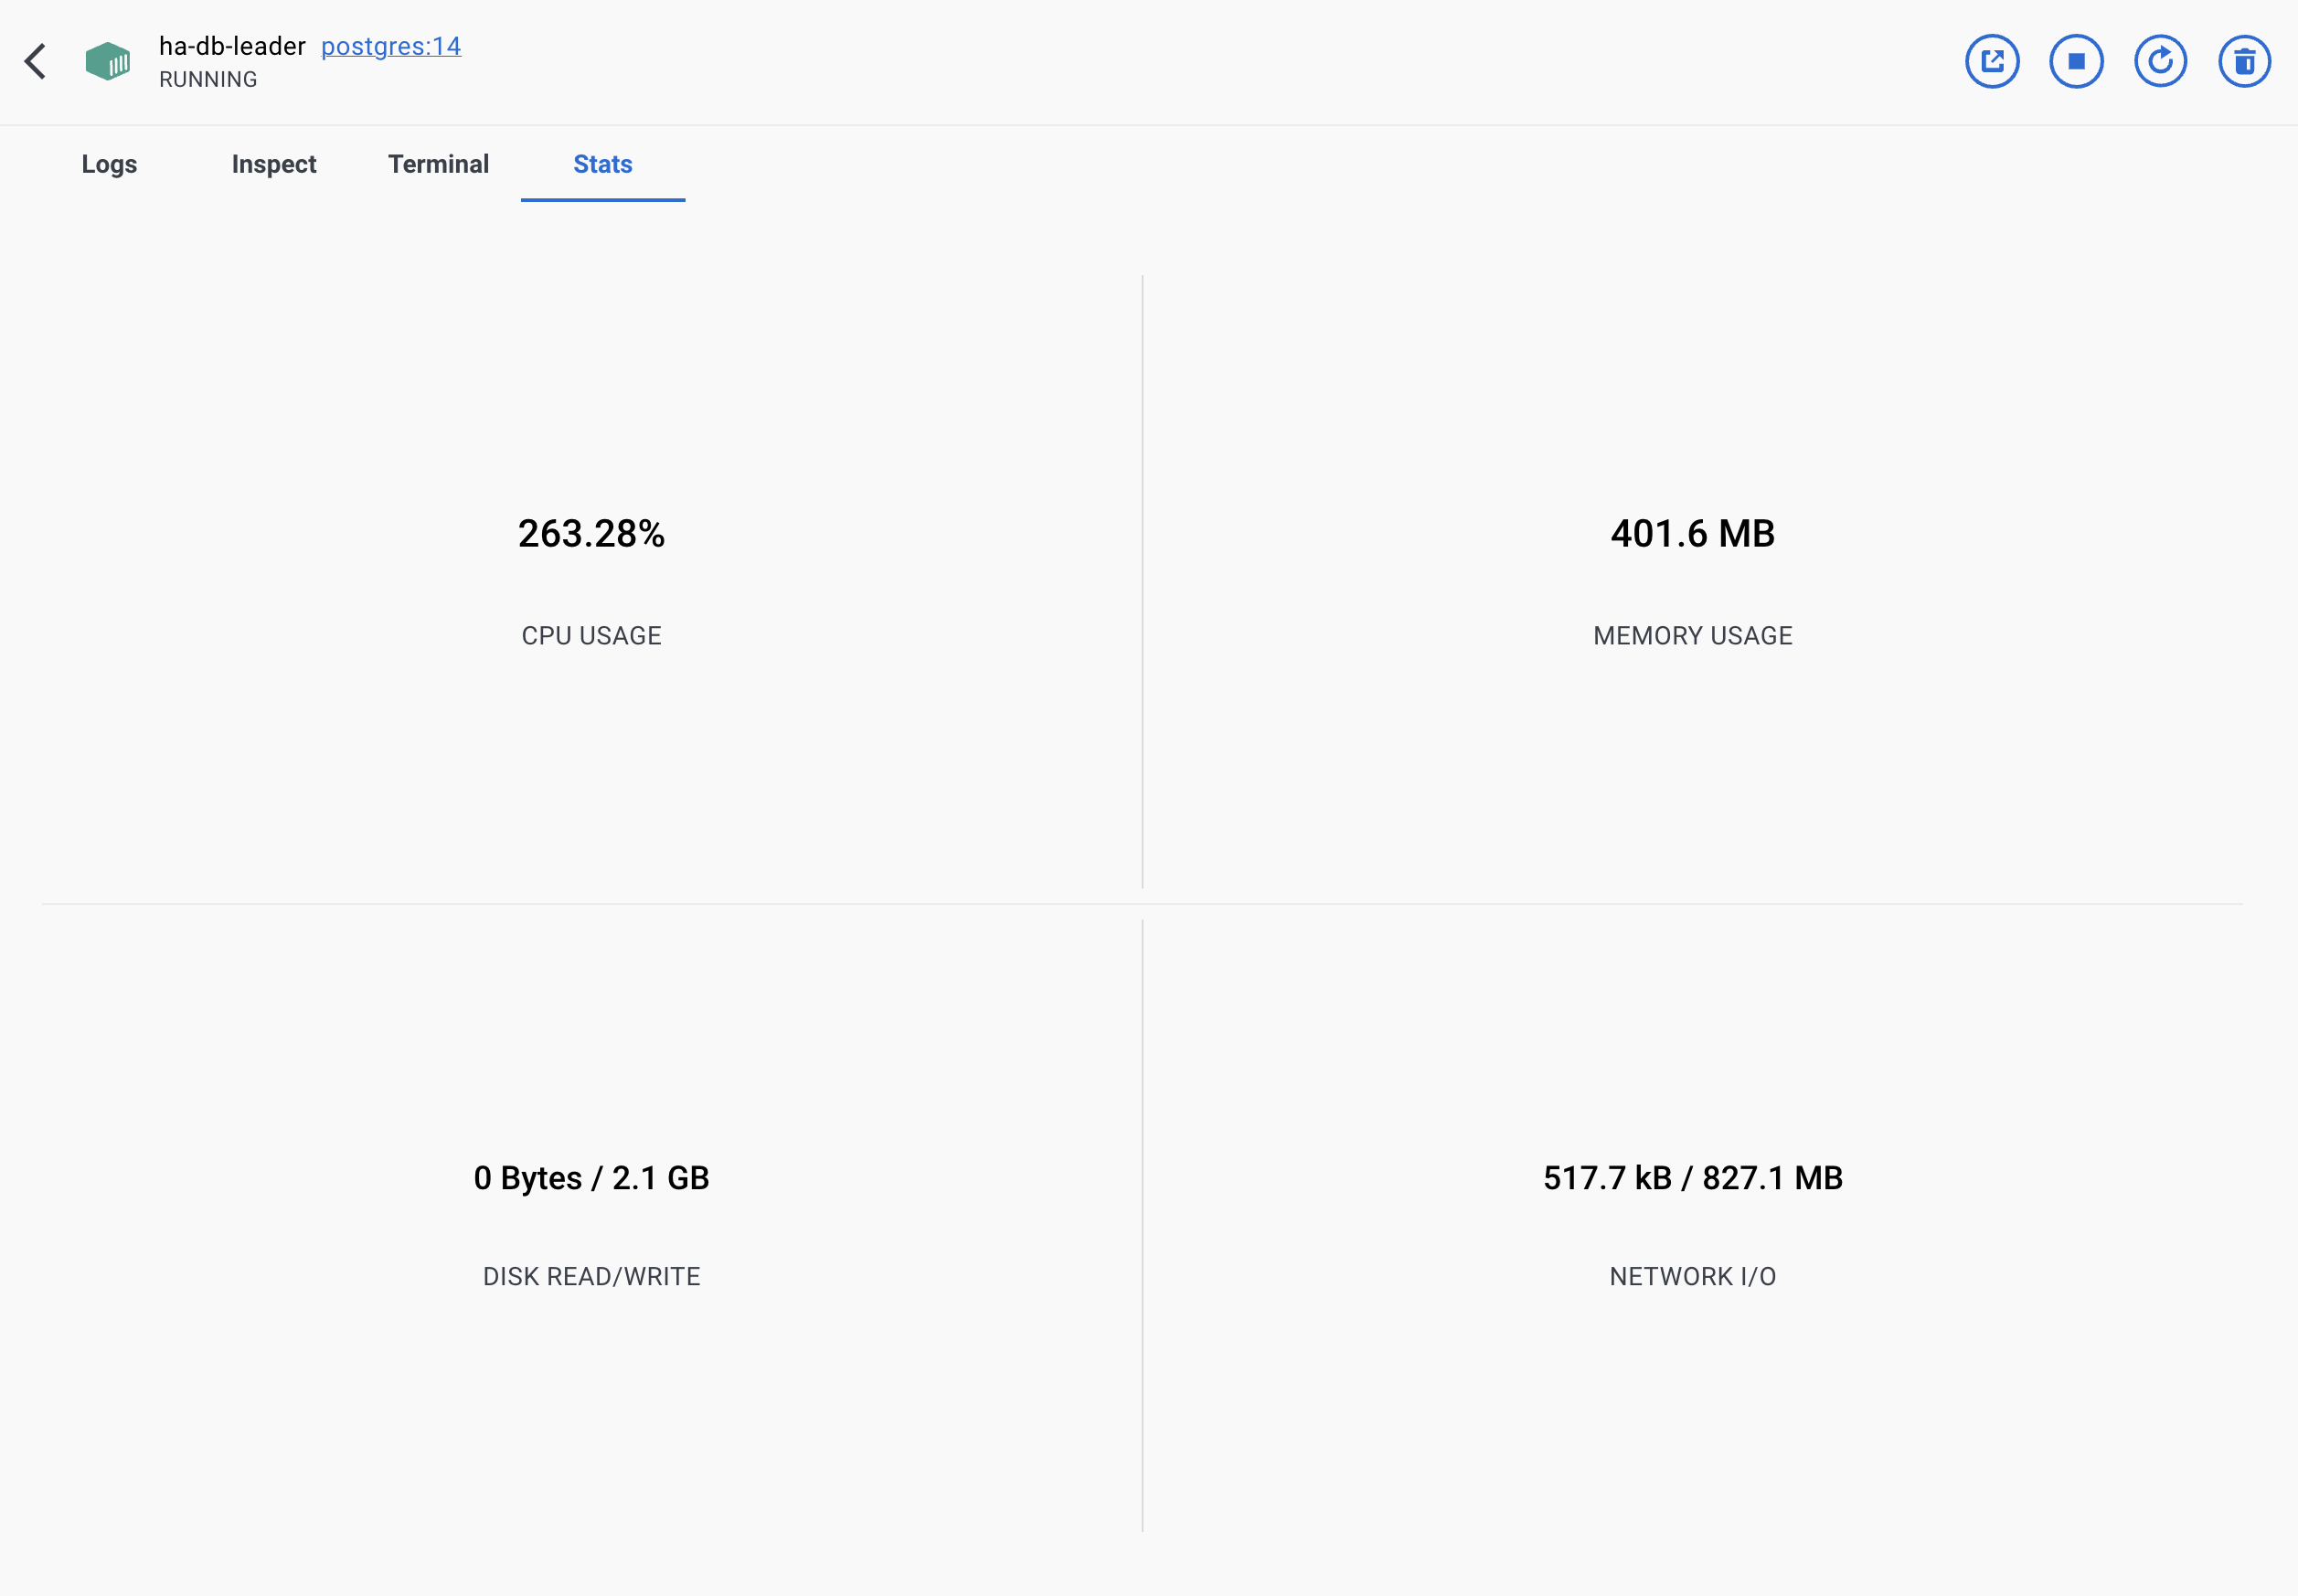 ha-db-leader postgres:14
RUNNING
Logs Inspect Terminal Stats
263.28%
CPU USAGE
401.6 MB
MEMORY USAGE
0 Bytes / 2.1 GB
DISK READ/WRITE
517.7 kB / 827.1 MB
NETWORK I/O